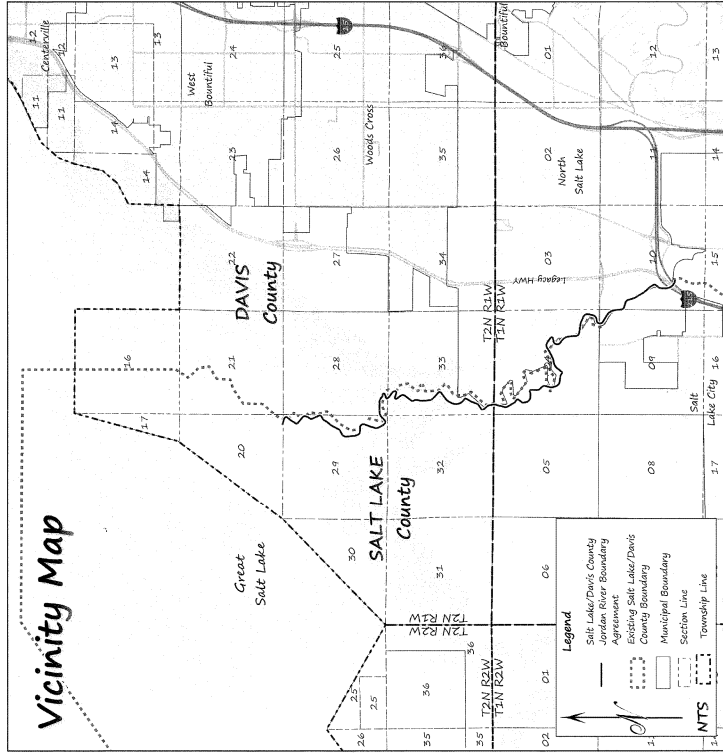 Vicinity Map
12
Centerville
12
13
11
11
13
14
14
24
West
Bountiful
23
25
36
Bountiful
01
12
13
Woods Cross
26
35
02
North
Salt Lake
11
14
22
27
34
03
Legacy HWY
10
15
DAVIS
County
T2N R1W
T1N R1W
16
21
28
33
09
16
17
20
29
32
05
08
17
Salt
Lake City
SALT LAKE
County
Great
Salt Lake
30
31
06
T2N R1W
T2N R2W
36
25
25
36
01
T2N R2W
T1N R2W
26
35
35
02
Legend
Salt Lake/Davis County
Jordan River Boundary
Agreement
Existing Salt Lake/Davis
County Boundary
Municipal Boundary
Section Line
Township Line
N
NTS